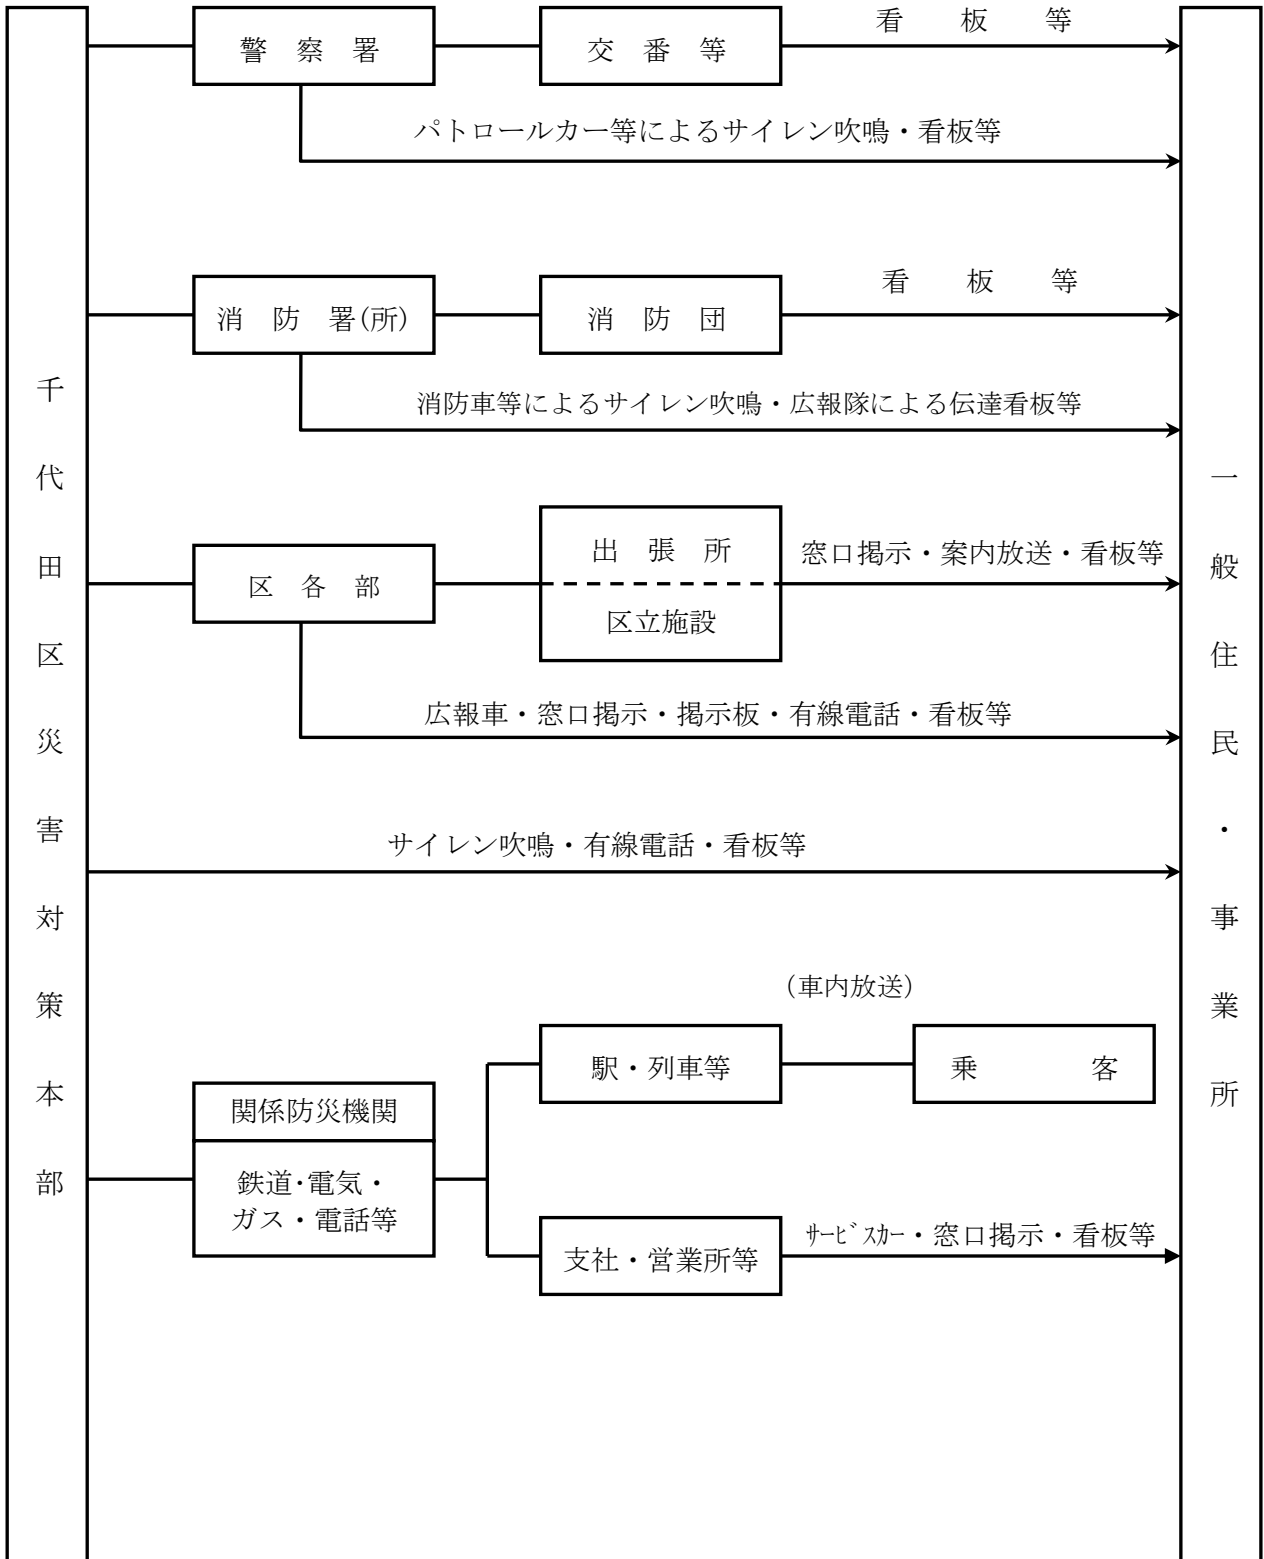 千代田区災害対策本部
警察署
交番等
看板等
パトロールカー等によるサイレン吹鳴・看板等
消防署(所)
消防団
看板等
消防車等によるサイレン吹鳴・広報隊による伝達看板等
区各部
出張所
区立施設
窓口掲示・案内放送・看板等
広報車・窓口掲示・掲示板・有線電話・看板等
サイレン吹鳴・有線電話・看板等
関係防災機関
鉄道・電気・
ガス・電話等
駅・列車等
（車内放送）
乗客
支社・営業所等
ｻｰﾋﾞｽｶｰ・窓口掲示・看板等
一般住民・事業所